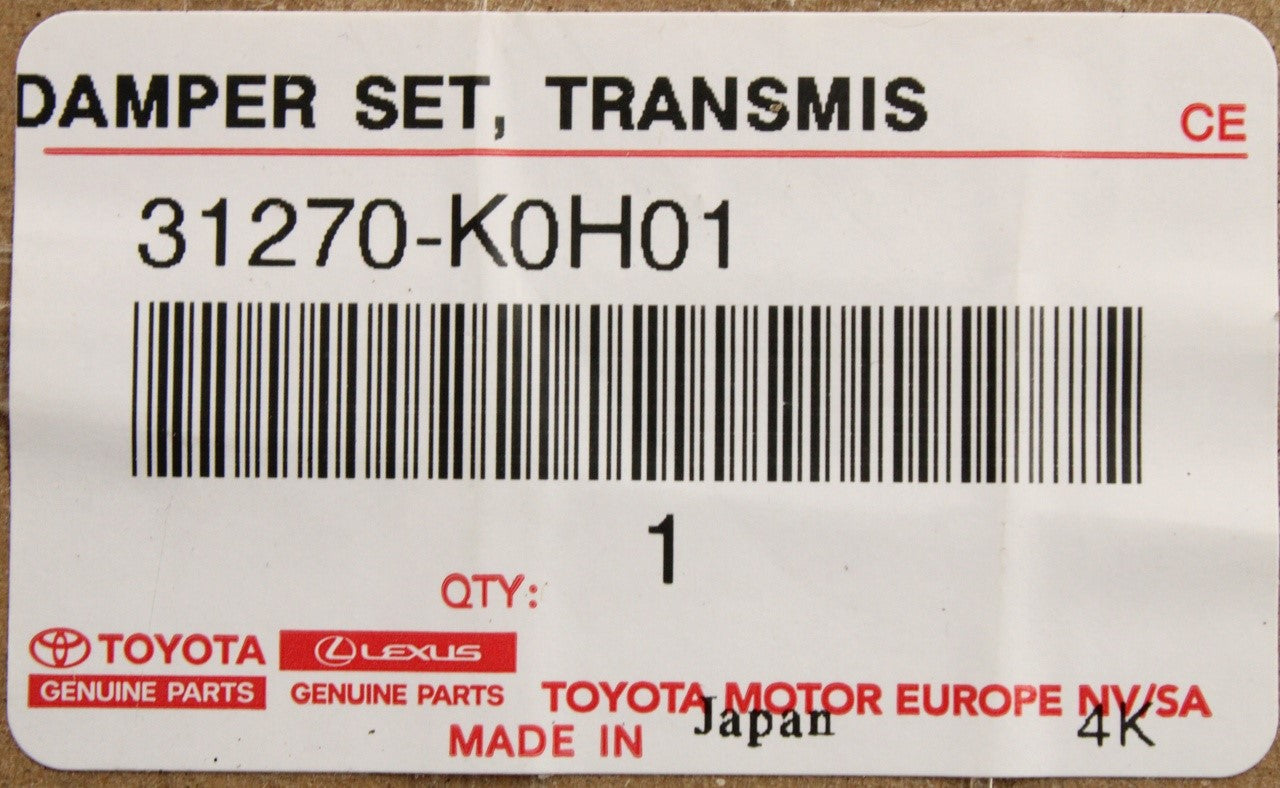 DAMPER SET, TRANSMIS
CE
31270-K0H01
1
QTY:
TOYOTA LEXUS
GENUINE PARTS GENUINE PARTS TOYOTA MOTOR EUROPE NV/SA
MADE IN Japan 4K